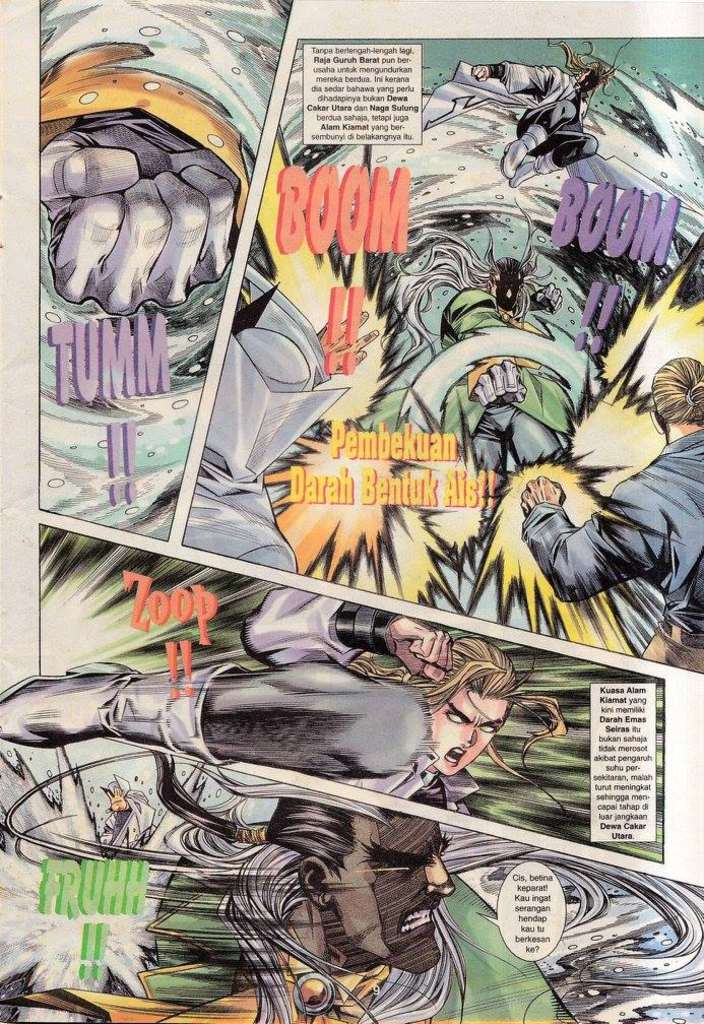 Tanpa berlengah-lengah lagi,
Raja Guruh Barat pun ber-
usaha untuk mengundurkan
mereka berdua. Ini kerana
dia sedar bahawa yang perlu
dihadapinya bukan Dewa
Cakar Utara dan Naga Sulung
berdua sahaja, tetapi juga
Alam Kiamat yang ber-
sembunyi di belakangnya itu.
BOOM
!!
BOOM
!!
TUMM
!!
Pembekuan
Darah Bentuk Ais!!
Zoop
!!
Kuasa Alam
Kiamat yang
kini memiliki
Darah Emas
Seiras itu
bukan sahaja
tidak merosot
akibat pengaruh
suhu per-
sekitaran, malah
turut meningkat
sehingga men-
capai tahap di
luar jangkaan
Dewa Cakar
Utara.
FRUHH
!!
Cis, betina
keparat!
Kau ingat
serangan
hendap
kau tu
berkesan
ke?
9